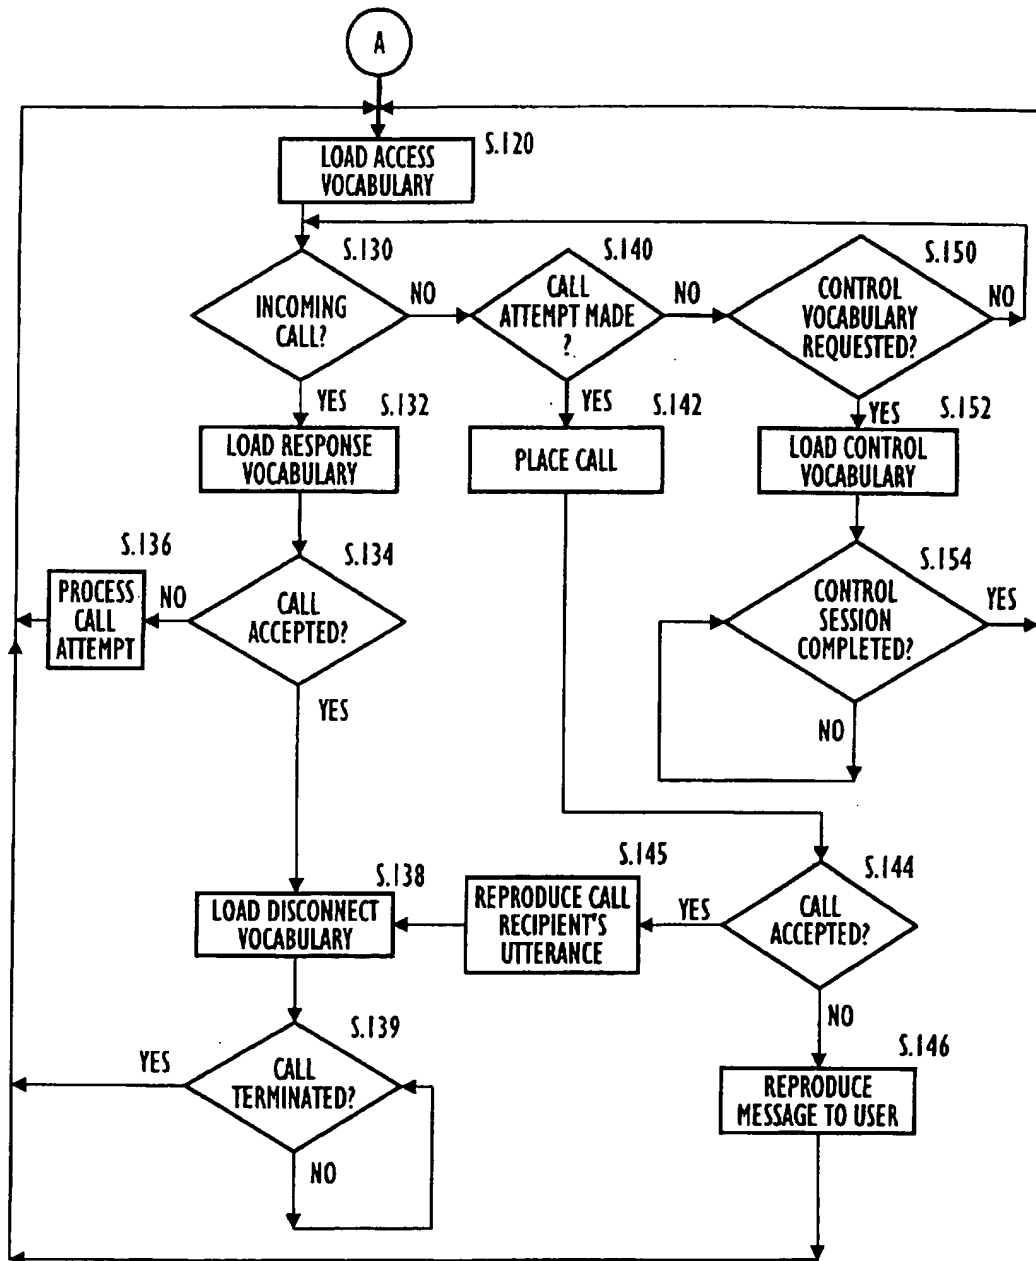 A
S.120
LOAD ACCESS
VOCABULARY
S.130
INCOMING
CALL?
NO
YES
S.140
CALL
ATTEMPT MADE
?
NO
YES
S.150
CONTROL
VOCABULARY
REQUESTED?
NO
YES
S.132
LOAD RESPONSE
VOCABULARY
S.142
PLACE CALL
S.152
LOAD CONTROL
VOCABULARY
S.136
PROCESS
CALL
ATTEMPT
NO
S.134
CALL
ACCEPTED?
YES
S.154
CONTROL
SESSION
COMPLETED?
YES
NO
S.138
LOAD DISCONNECT
VOCABULARY
S.145
REPRODUCE CALL
RECIPIENT'S
UTTERANCE
YES
S.144
CALL
ACCEPTED?
NO
S.139
YES
CALL
TERMINATED?
NO
S.146
REPRODUCE
MESSAGE TO USER